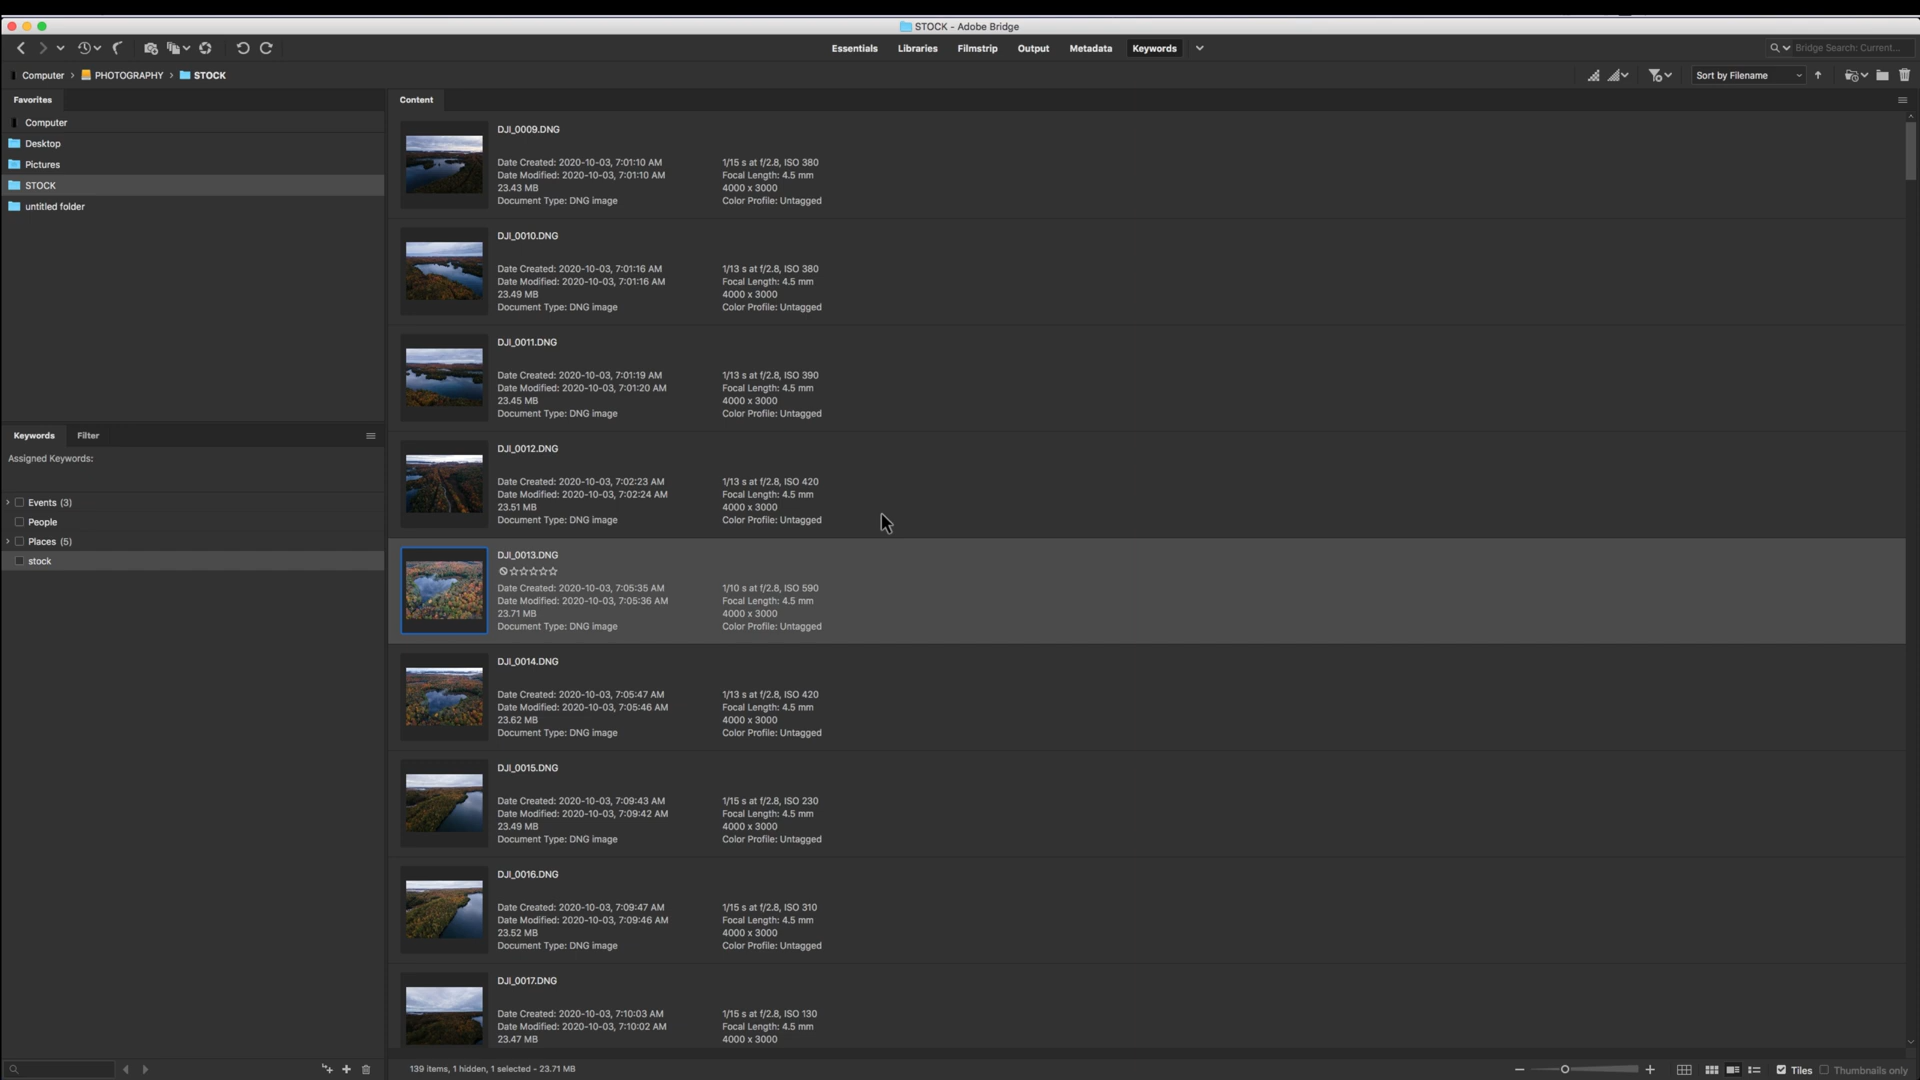 STOCK - Adobe Bridge
Essentials Libraries Filmstrip Output Metadata Keywords
Bridge Search: Current...
Computer > PHOTOGRAPHY > STOCK
Sort by Filename
Favorites
Computer
Desktop
Pictures
STOCK
untitled folder
Keywords Filter
Assigned Keywords:
Events (3)
People
Places (5)
stock
Content
DJI_0009.DNG
Date Created: 2020-10-03, 7:01:10 AM 1/15 s at f/2.8, ISO 380
Date Modified: 2020-10-03, 7:01:10 AM Focal Length: 4.5 mm
23.43 MB 4000 x 3000
Document Type: DNG image Color Profile: Untagged
DJI_0010.DNG
Date Created: 2020-10-03, 7:01:16 AM 1/13 s at f/2.8, ISO 380
Date Modified: 2020-10-03, 7:01:16 AM Focal Length: 4.5 mm
23.49 MB 4000 x 3000
Document Type: DNG image Color Profile: Untagged
DJI_0011.DNG
Date Created: 2020-10-03, 7:01:19 AM 1/13 s at f/2.8, ISO 390
Date Modified: 2020-10-03, 7:01:20 AM Focal Length: 4.5 mm
23.45 MB 4000 x 3000
Document Type: DNG image Color Profile: Untagged
DJI_0012.DNG
Date Created: 2020-10-03, 7:02:23 AM 1/13 s at f/2.8, ISO 420
Date Modified: 2020-10-03, 7:02:24 AM Focal Length: 4.5 mm
23.51 MB 4000 x 3000
Document Type: DNG image Color Profile: Untagged
DJI_0013.DNG
Date Created: 2020-10-03, 7:05:35 AM 1/10 s at f/2.8, ISO 590
Date Modified: 2020-10-03, 7:05:36 AM Focal Length: 4.5 mm
23.71 MB 4000 x 3000
Document Type: DNG image Color Profile: Untagged
DJI_0014.DNG
Date Created: 2020-10-03, 7:05:47 AM 1/13 s at f/2.8, ISO 420
Date Modified: 2020-10-03, 7:05:46 AM Focal Length: 4.5 mm
23.62 MB 4000 x 3000
Document Type: DNG image Color Profile: Untagged
DJI_0015.DNG
Date Created: 2020-10-03, 7:09:43 AM 1/15 s at f/2.8, ISO 230
Date Modified: 2020-10-03, 7:09:42 AM Focal Length: 4.5 mm
23.49 MB 4000 x 3000
Document Type: DNG image Color Profile: Untagged
DJI_0016.DNG
Date Created: 2020-10-03, 7:09:47 AM 1/15 s at f/2.8, ISO 310
Date Modified: 2020-10-03, 7:09:46 AM Focal Length: 4.5 mm
23.52 MB 4000 x 3000
Document Type: DNG image Color Profile: Untagged
DJI_0017.DNG
Date Created: 2020-10-03, 7:10:03 AM 1/15 s at f/2.8, ISO 130
Date Modified: 2020-10-03, 7:10:02 AM Focal Length: 4.5 mm
23.47 MB 4000 x 3000
139 items, 1 hidden, 1 selected - 23.71 MB
Tiles Thumbnails only